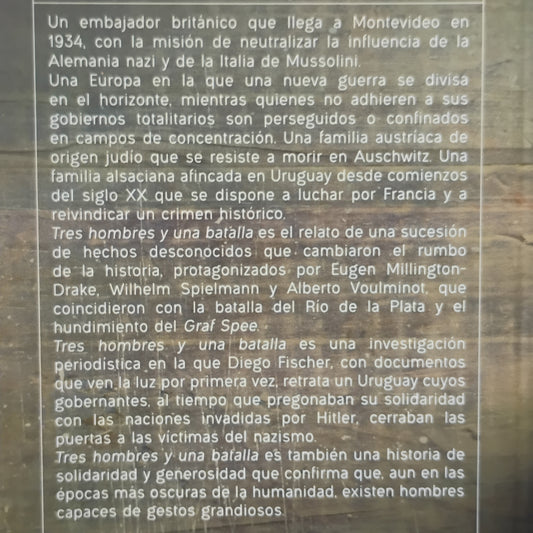 Un embajador británico que llega a Montevideo en
1934, con la misión de neutralizar la influencia de la
Alemania nazi y de la Italia de Mussolini.
Una Europa en la que una nueva guerra se divisa
en el horizonte, mientras quienes no adhieren a sus
gobiernos totalitarios son perseguidos o confinados
en campos de concentración. Una familia austríaca de
origen judío que se resiste a morir en Auschwitz. Una
familia alsaciana afincada en Uruguay desde comienzos
del siglo XX que se dispone a luchar por Francia y a
reivindicar un crimen histórico.
Tres hombres y una batalla es el relato de una sucesión
de hechos desconocidos que cambiaron el rumbo
de la historia, protagonizados por Eugen Millington-
Drake, Wilhelm Spielmann y Alberto Voulminot, que
coincidieron con la batalla del Río de la Plata y el
hundimiento del Graf Spee.
Tres hombres y una batalla es una investigación
periodística en la que Diego Fischer, con documentos
que ven la luz por primera vez, retrata un Uruguay cuyos
gobernantes, al tiempo que pregonaban su solidaridad
con las naciones invadidas por Hitler, cerraban las
puertas a las víctimas del nazismo.
Tres hombres y una batalla es también una historia de
solidaridad y generosidad que confirma que, aun en las
épocas más oscuras de la humanidad, existen hombres
capaces de gestos grandiosos.